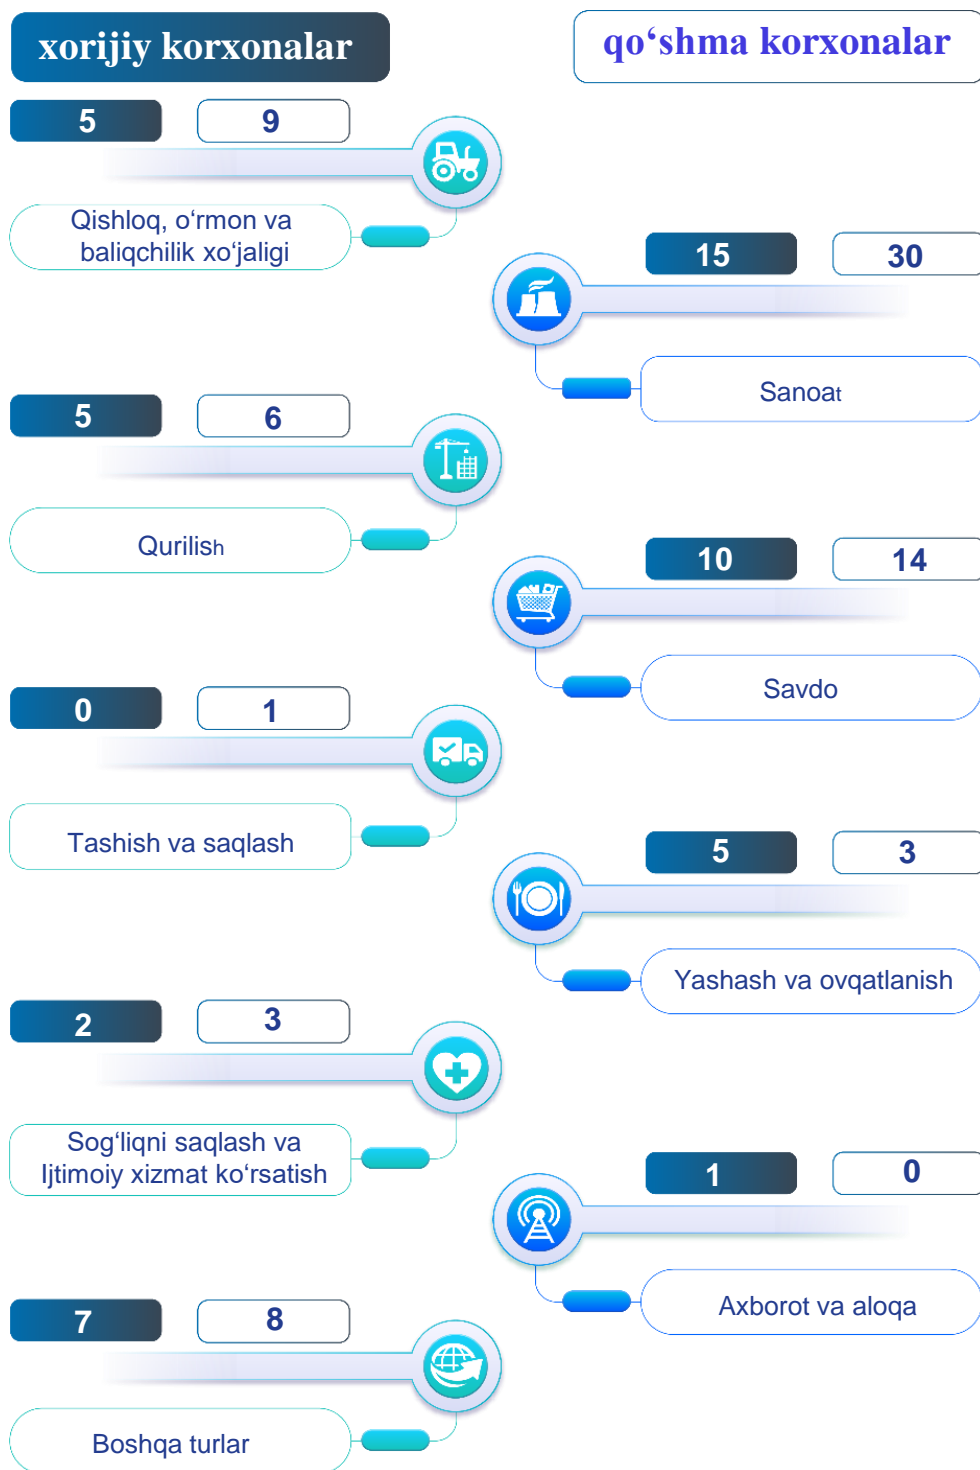 xorijiy korxonalar
qo‘shma korxonalar
5
9
Qishloq, o‘rmon va
baliqchilik xo‘jaligi
15
30
Sanoat
5
6
Qurilish
10
14
Savdo
0
1
Tashish va saqlash
5
3
Yashash va ovqatlanish
2
3
Sog‘liqni saqlash va
Ijtimoiy xizmat ko‘rsatish
1
0
Axborot va aloqa
7
8
Boshqa turlar